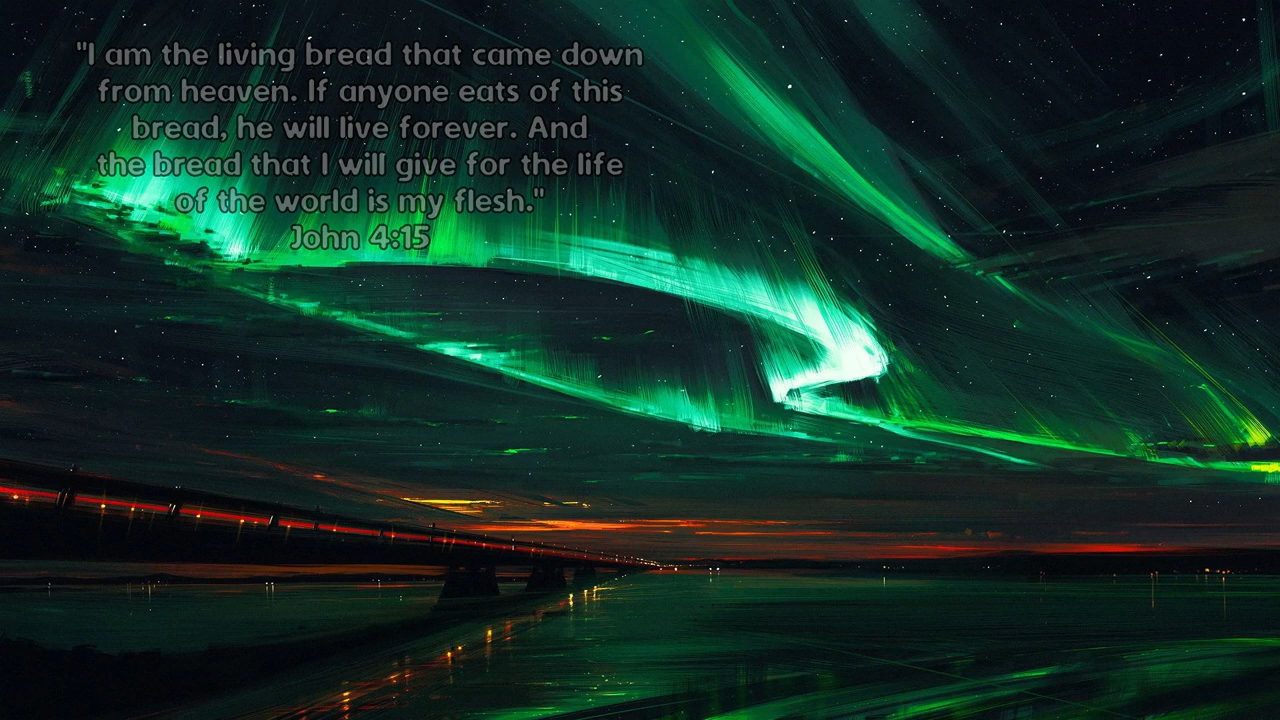 "I am the living bread that came down
from heaven. If anyone eats of this
bread, he will live forever. And
the bread that I will give for the life
of the world is my flesh."
John 4:15